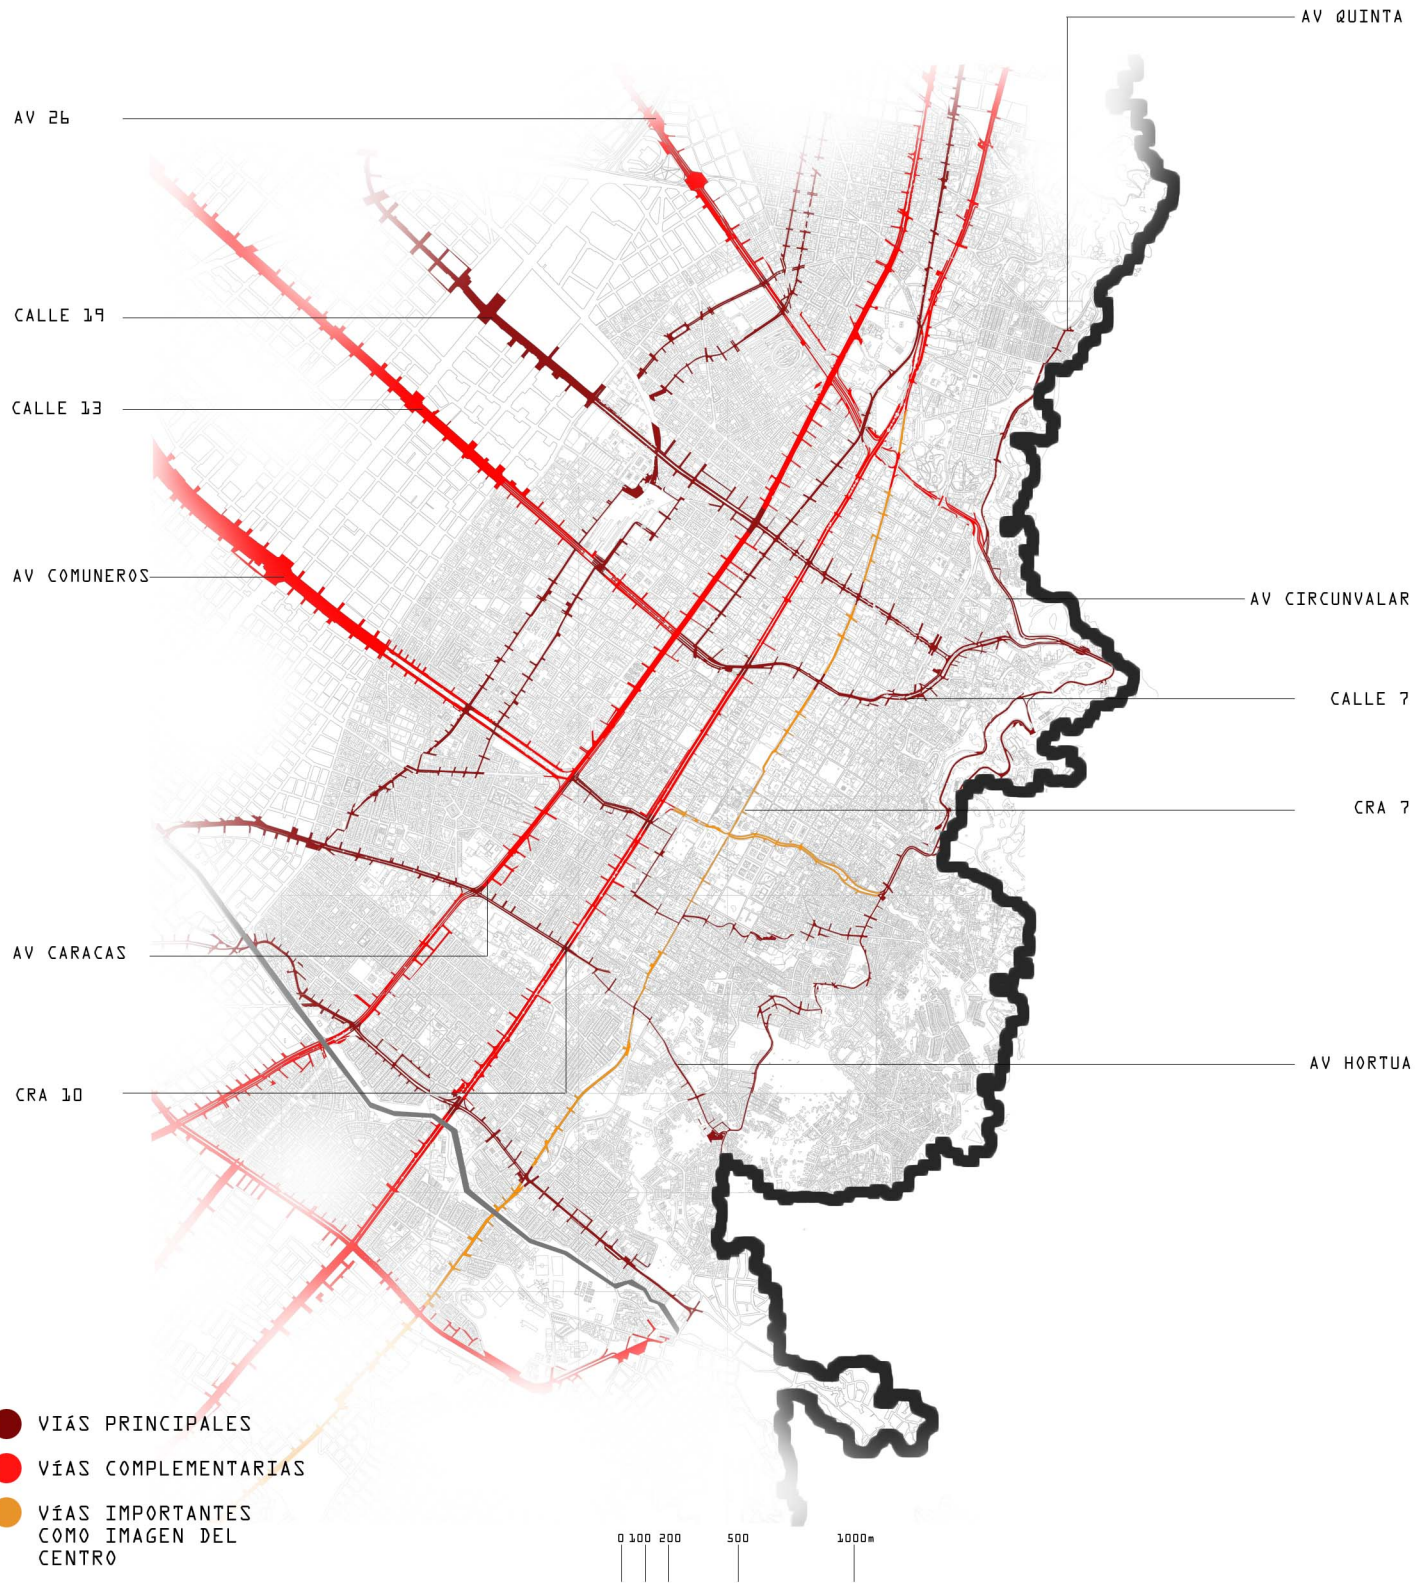 AV QUINTA
AV 26
CALLE 19
CALLE 13
AV COMUNEROS
AV CIRCUNVALAR
CALLE 7
CRA 7
AV CARACAS
AV HORTUA
CRA 10
VIÁS PRINCIPALES
VÍAS COMPLEMENTARIAS
VÍAS IMPORTANTES
COMO IMAGEN DEL
CENTRO
0 100 200 500 1000m